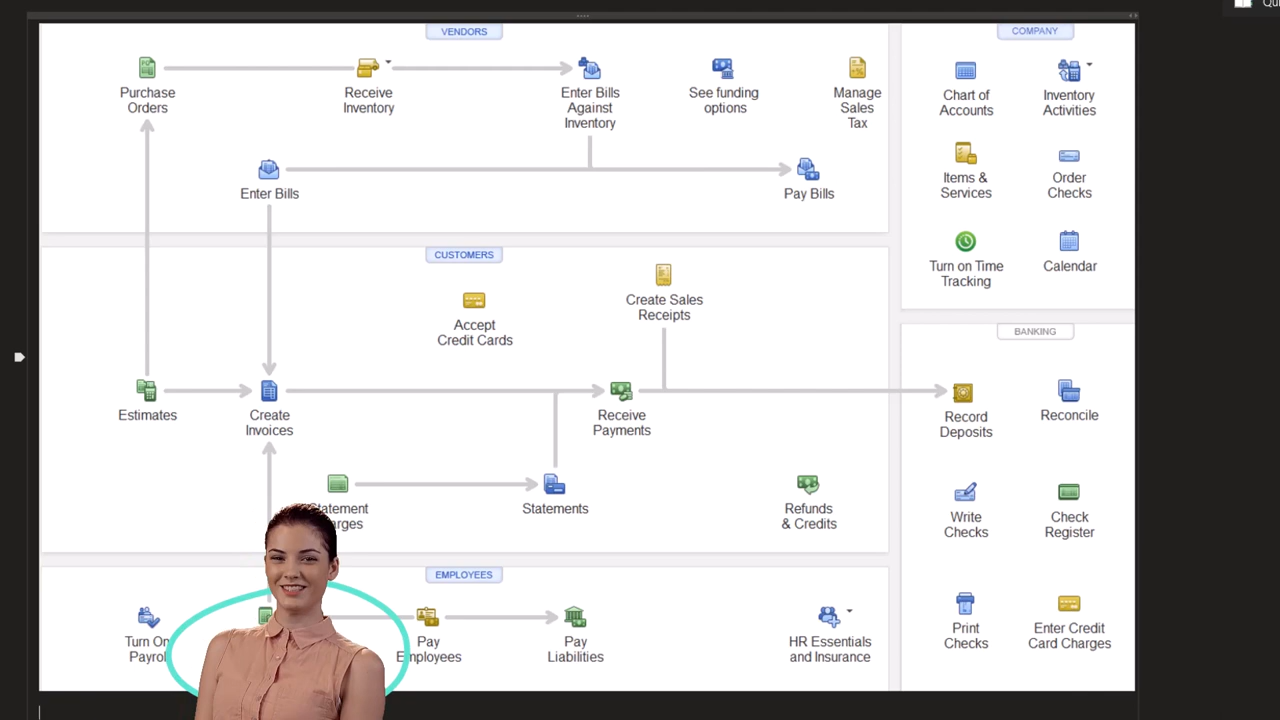 Qui
VENDORS
Purchase
Orders
Receive
Inventory
Enter Bills
Against
Inventory
See funding
options
Manage
Sales
Tax
Enter Bills
Pay Bills
COMPANY
Chart of
Accounts
Inventory
Activities
Items &
Services
Order
Checks
Turn on Time
Tracking
Calendar
CUSTOMERS
Accept
Credit Cards
Create Sales
Receipts
Estimates
Create
Invoices
Receive
Payments
tatement
arges
Statements
Refunds
& Credits
BANKING
Record
Deposits
Reconcile
Write
Checks
Check
Register
Print
Checks
Enter Credit
Card Charges
EMPLOYEES
Turn On
Payrol
Pay
Employees
Pay
Liabilities
HR Essentials
and Insurance